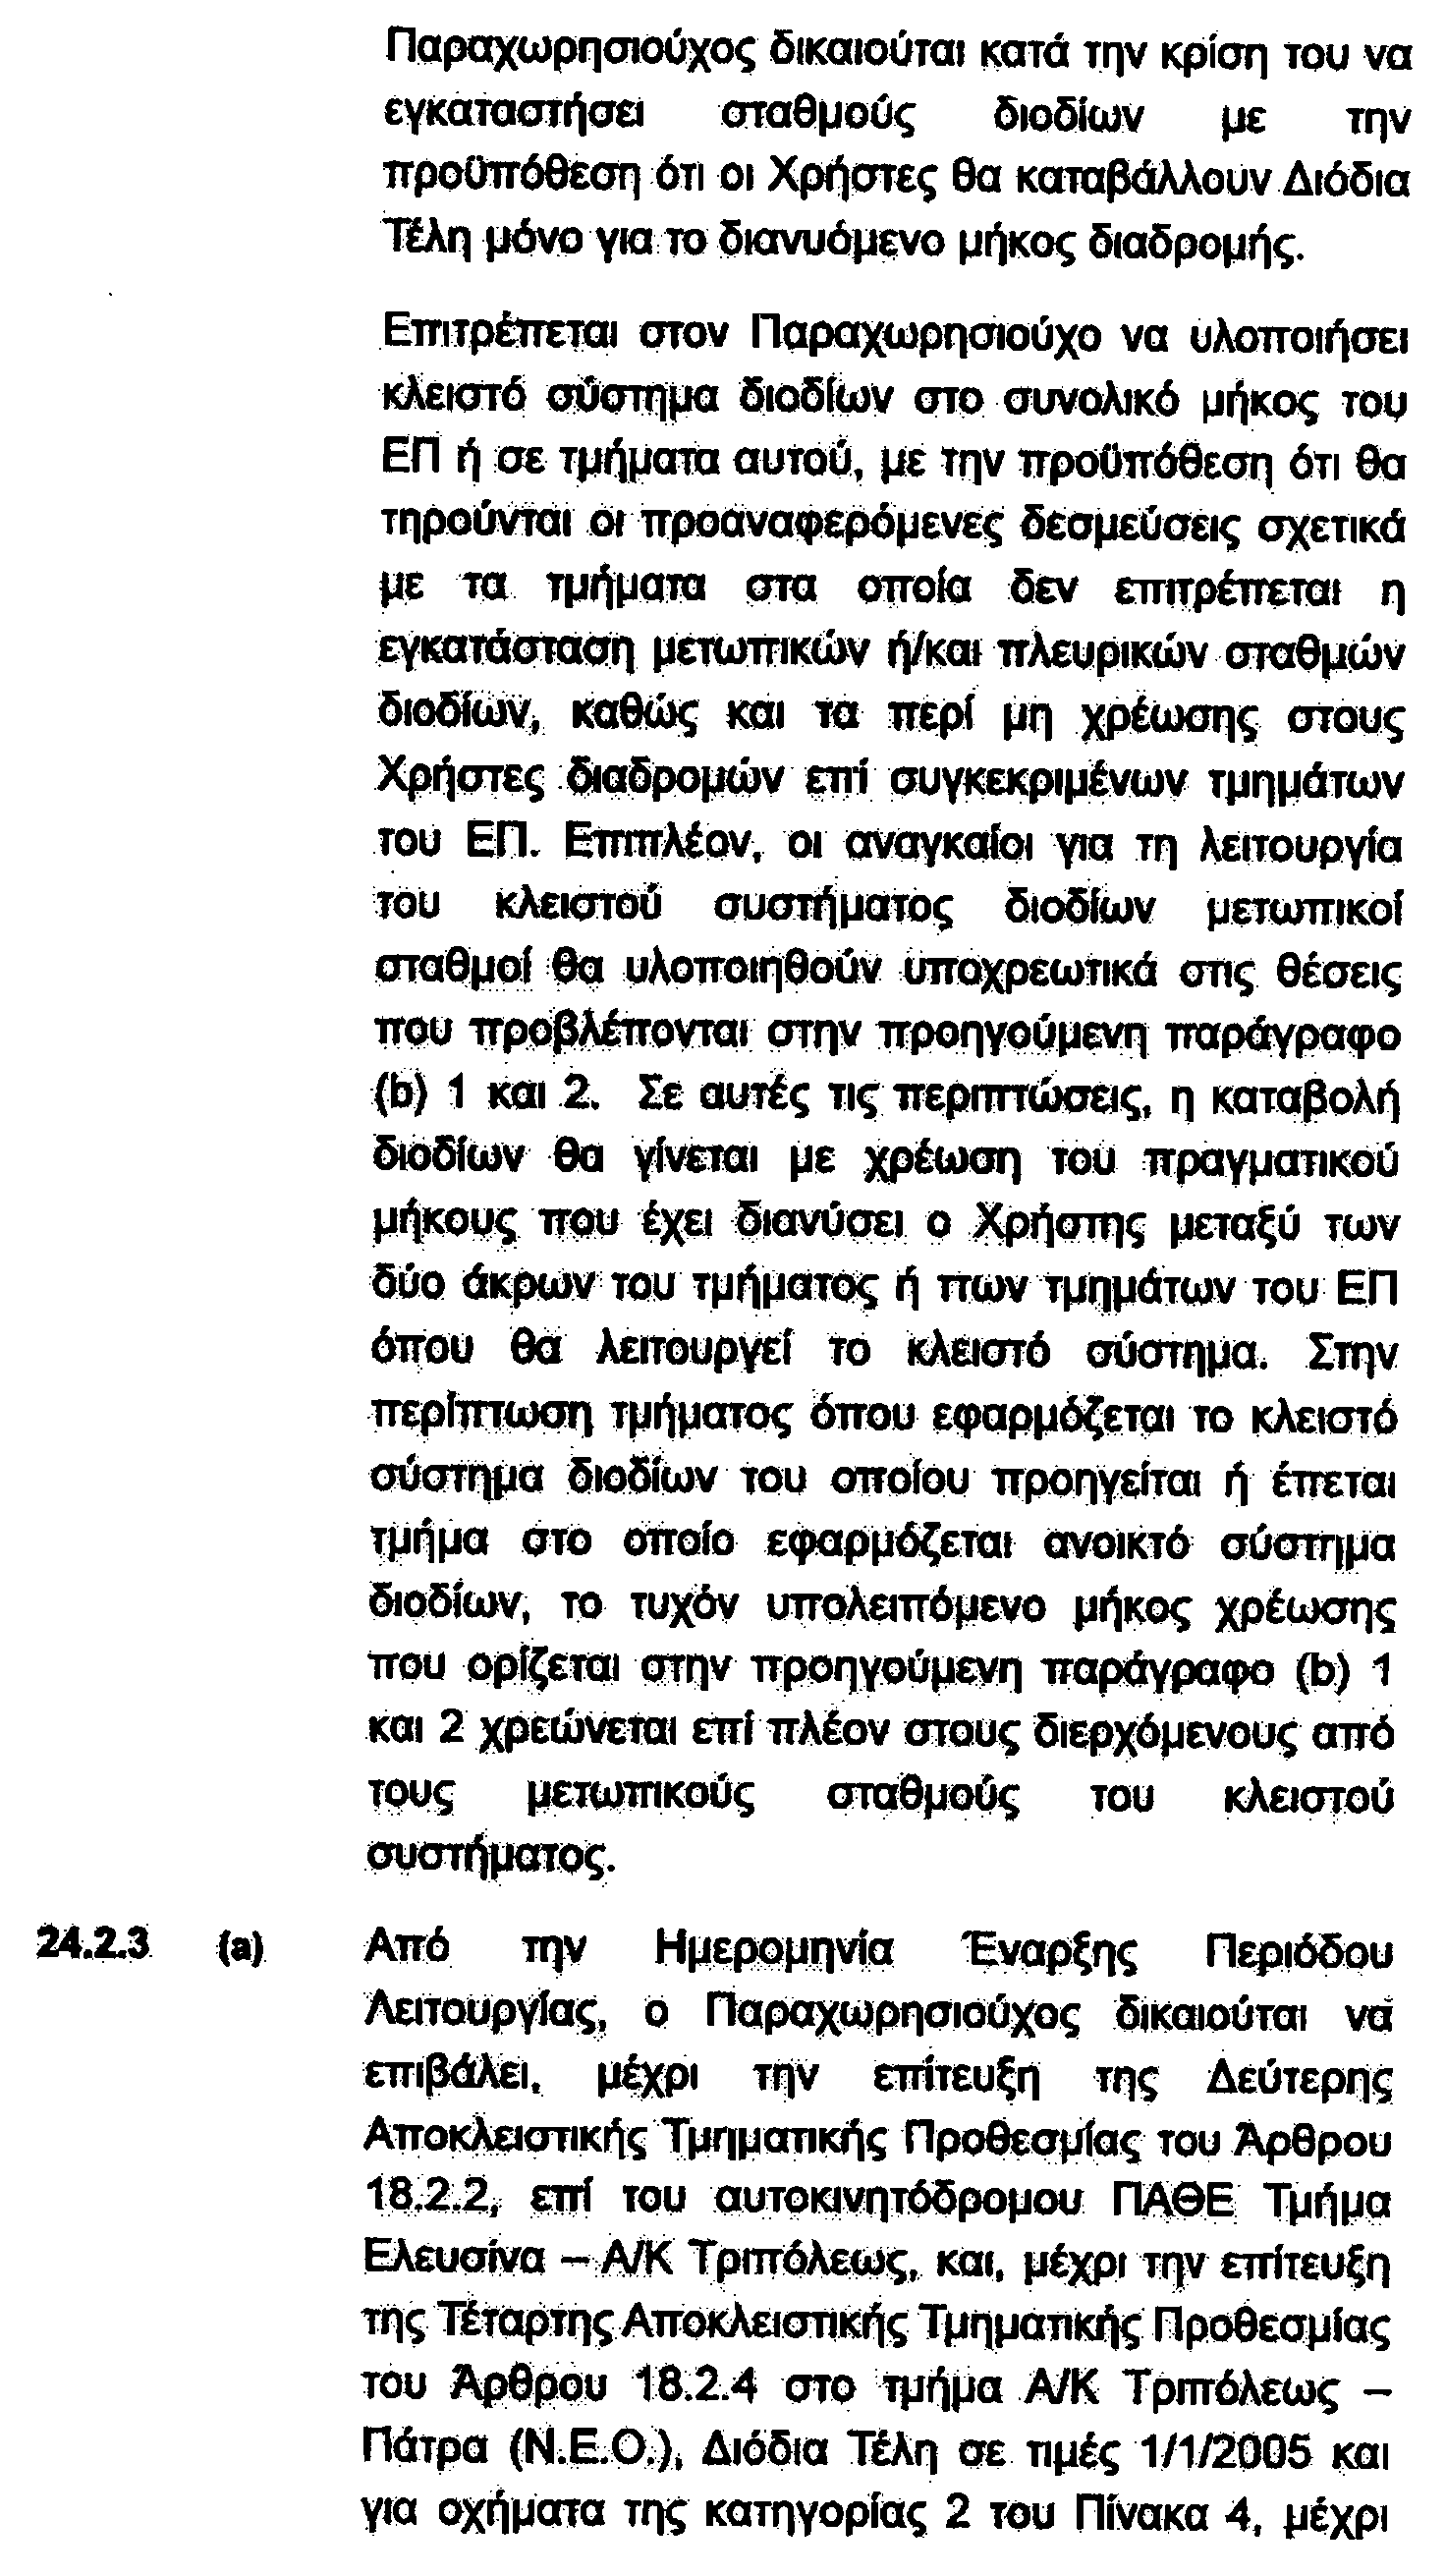 Παραχωρησιούχος δικαιούται κατά την κρίση του να
εγκαταστήσει σταθμούς διοδίων με την
προϋπόθεση ότι οι Χρήστες θα καταβάλλουν Διόδια
Τέλη μόνο για το διανυόμενο μήκος διαδρομής.
Επιτρέπεται στον Παραχωρησιούχο να υλοποιήσει
κλειστό σύστημα διοδίων στο συνολικό μήκος του
ΕΠ ή σε τμήματα αυτού, με την προϋπόθεση ότι θα
τηρούνται οι προαναφερόμενες δεσμεύσεις σχετικά
με τα τμήματα στα οποία δεν επιτρέπεται η
εγκατάσταση μετωπικών ή/και πλευρικών σταθμών
διοδίων, καθώς και τα περί μη χρέωσης στους
Χρήστες διαδρομών επί συγκεκριμένων τμημάτων
του ΕΠ. Επιπλέον, οι αναγκαίοι για τη λειτουργία
του κλειστού συστήματος διοδίων μετωπικοί
σταθμοί θα υλοποιηθούν υποχρεωτικά στις θέσεις
που προβλέπονται στην προηγούμενη παράγραφο
(b) 1 και 2. Σε αυτές τις περιπτώσεις, η καταβολή
διοδίων θα γίνεται με χρέωση του πραγματικού
μήκους που έχει διανύσει ο Χρήστης μεταξύ των
δύο άκρων του τμήματος ή πων τμημάτων του ΕΠ
όπου θα λειτουργεί το κλειστό σύστημα. Στην
περίπτωση τμήματος όπου εφαρμόζεται το κλειστό
σύστημα διοδίων του οποίου προηγείται ή έπεται
τμήμα στο οποίο εφαρμόζεται ανοικτό σύστημα
διοδίων, το τυχόν υπολειπόμενο μήκος χρέωσης
που ορίζεται στην προηγούμενη παράγραφο (b) 1
και 2 χρεώνεται επί πλέον στους διερχόμενους από
τους μετωπικούς σταθμούς του κλειστού
συστήματος.
24.2.3 (a) Από την Ημερομηνία Έναρξης Περιόδου
Λειτουργίας, ο Παραχωρησιούχος δικαιούται να
επιβάλει, μέχρι την επίτευξη της Δεύτερης
Αποκλειστικής Τμηματικής Προθεσμίας του Άρθρου
18.2.2, επί του αυτοκινητόδρομου ΠΑΘΕ Τμήμα
Ελευσίνα – Α/Κ Τριπόλεως, και, μέχρι την επίτευξη
της Τέταρτης Αποκλειστικής Τμηματικής Προθεσμίας
του Άρθρου 18.2.4 στο τμήμα Α/Κ Τριπόλεως –
Πάτρα (Ν.Ε.Ο.), Διόδια Τέλη σε τιμές 1/1/2005 και
για οχήματα της κατηγορίας 2 του Πίνακα 4, μέχρι